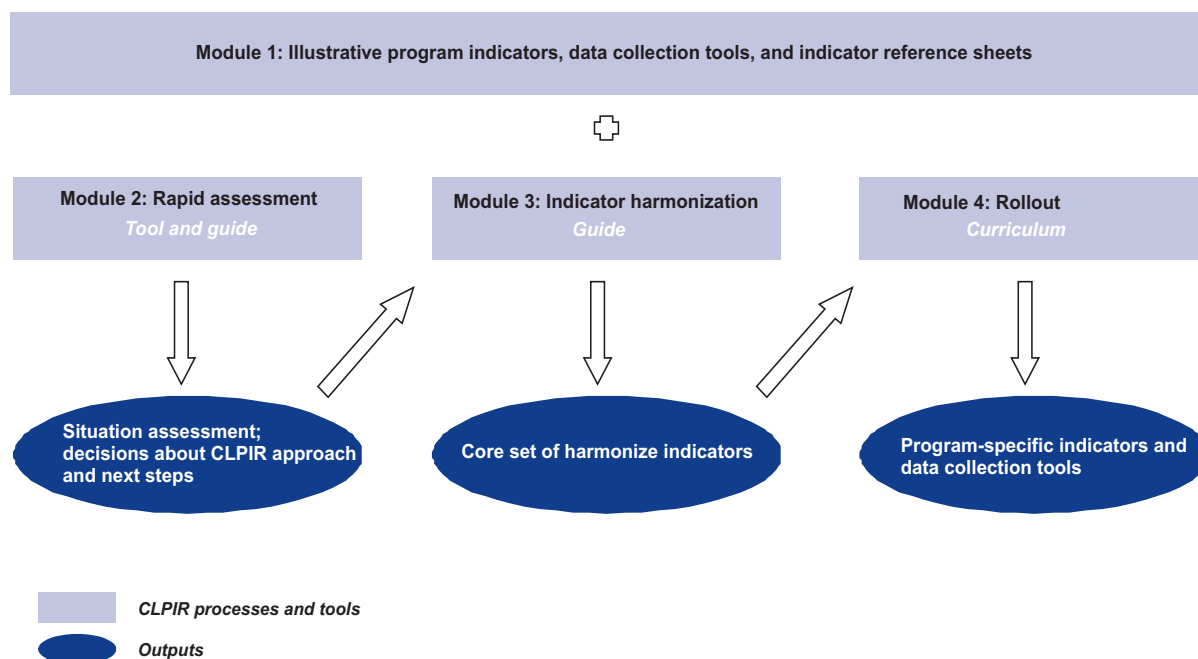 Module 1: Illustrative program indicators, data collection tools, and indicator reference sheets
Module 2: Rapid assessment
Tool and guide
Module 3: Indicator harmonization
Guide
Module 4: Rollout
Curriculum
Situation assessment;
decisions about CLPIR approach
and next steps
Core set of harmonize indicators
Program-specific indicators and
data collection tools
CLPIR processes and tools
Outputs